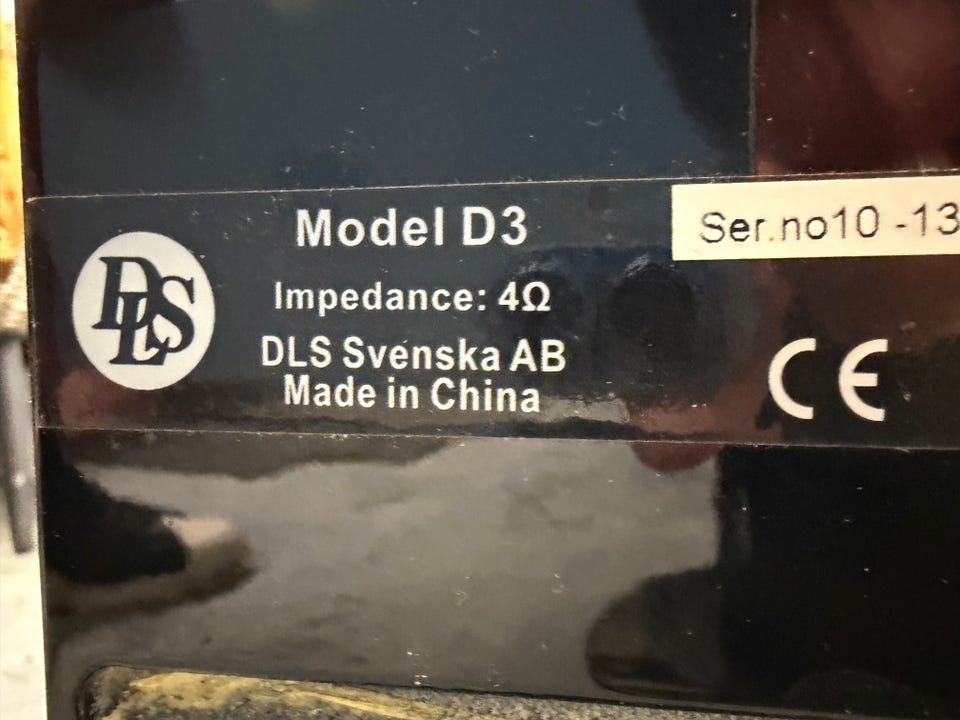 Model D3
Ser.no10 -13
DLS
Impedance: 4Ω
DLS Svenska AB
Made in China
CE